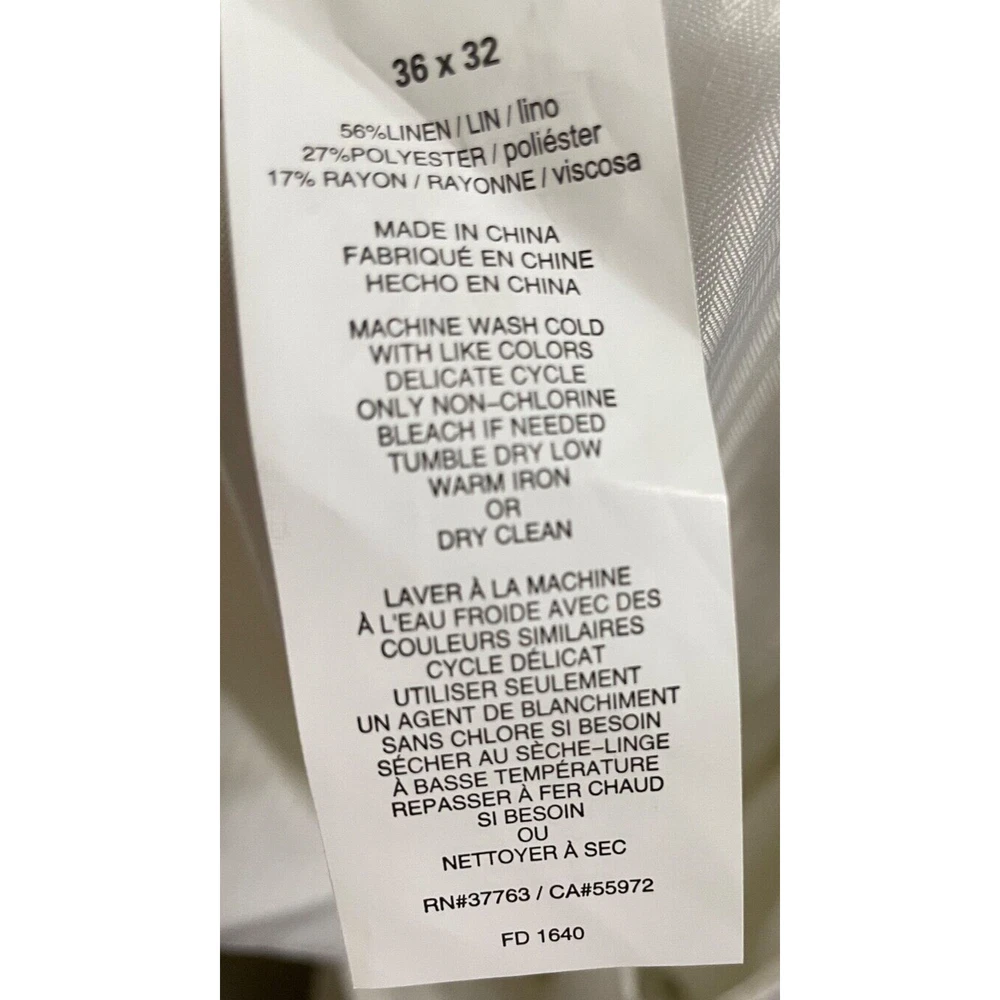 36 x 32
56%LINEN / LIN / lino
27%POLYESTER / poliéster
17% RAYON / RAYONNE / viscosa
MADE IN CHINA
FABRIQUÉ EN CHINE
HECHO EN CHINA
MACHINE WASH COLD
WITH LIKE COLORS
DELICATE CYCLE
ONLY NON–CHLORINE
BLEACH IF NEEDED
TUMBLE DRY LOW
WARM IRON
OR
DRY CLEAN
LAVER À LA MACHINE
À L'EAU FROIDE AVEC DES
COULEURS SIMILAIRES
CYCLE DÉLICAT
UTILISER SEULEMENT
UN AGENT DE BLANCHIMENT
SANS CHLORE SI BESOIN
SÉCHER AU SÈCHE–LINGE
À BASSE TEMPÉRATURE
REPASSER À FER CHAUD
SI BESOIN
OU
NETTOYER À SEC
RN#37763 / CA#55972
FD 1640